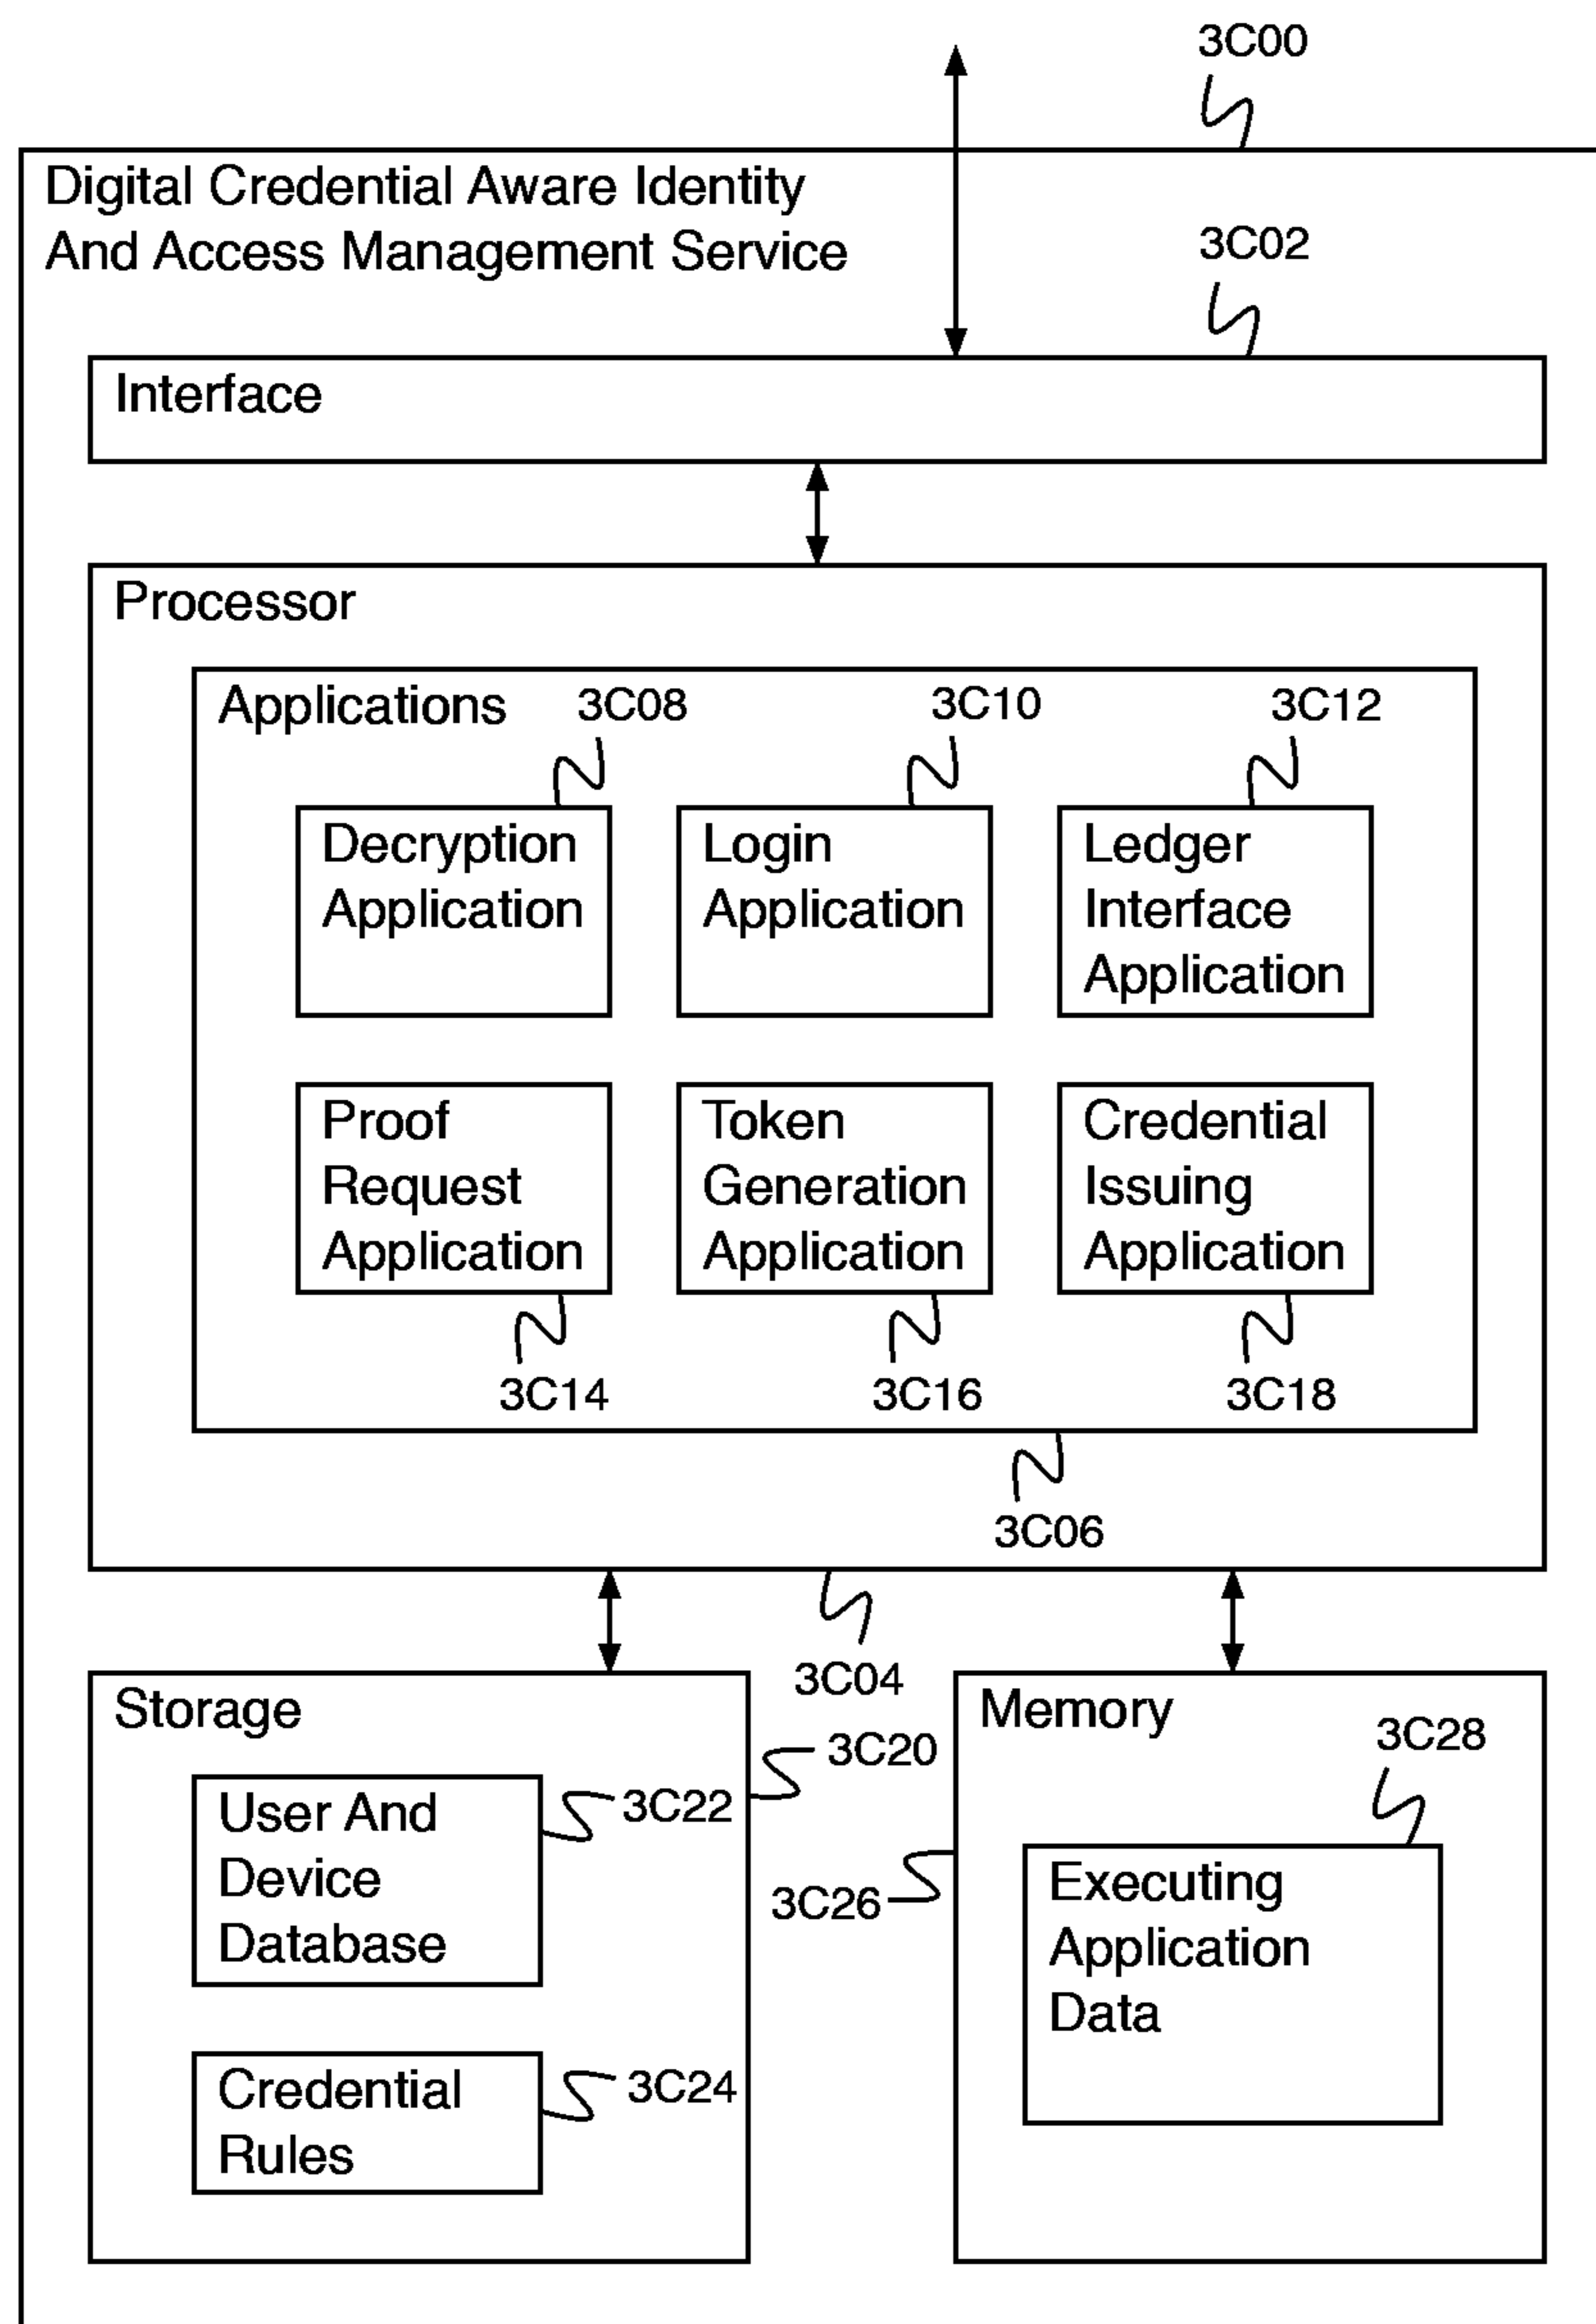 3C00
Digital Credential Aware Identity
And Access Management Service
3C02
Interface
Processor
Applications
3C08
3C10
3C12
Decryption
Application
Login
Application
Ledger
Interface
Application
Proof
Request
Application
Token
Generation
Application
Credential
Issuing
Application
3C14
3C16
3C18
3C06
3C04
Storage
3C20
User And
Device
Database
3C22
Credential
Rules
3C24
Memory
3C26
3C28
Executing
Application
Data